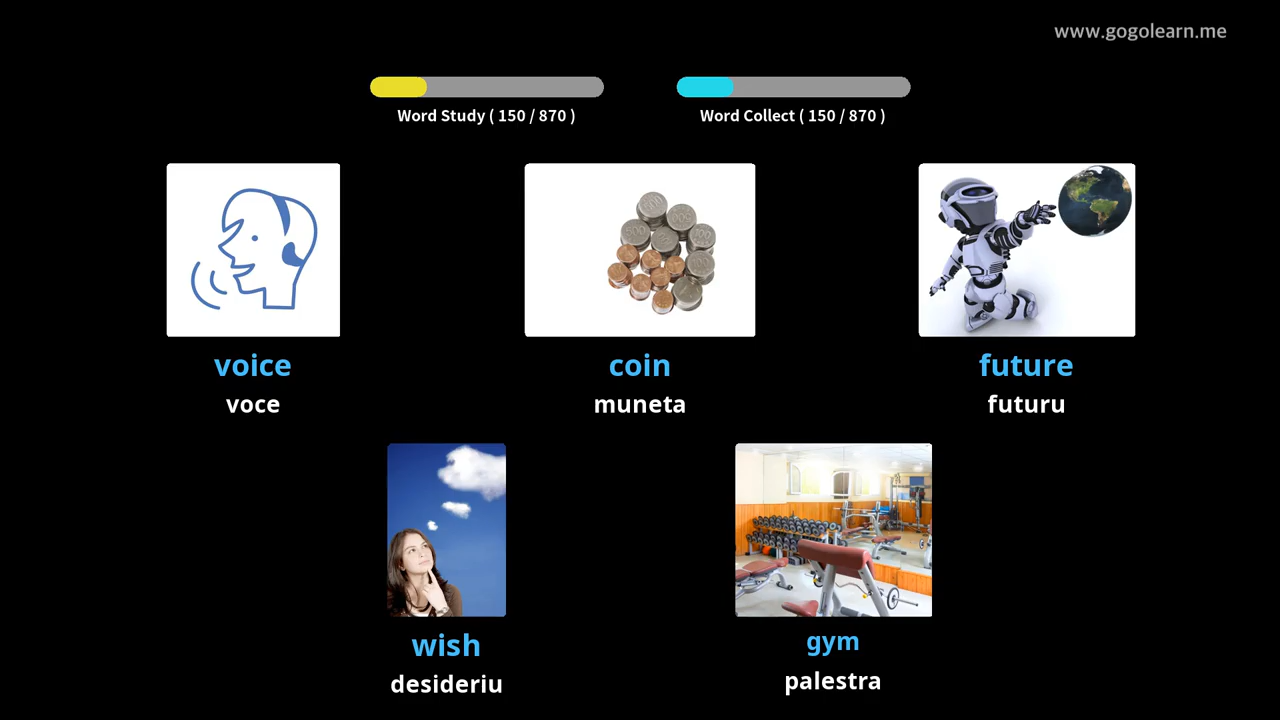 www.gogolearn.me
Word Study ( 150 / 870 )
Word Collect ( 150 / 870 )
voice
voce
coin
muneta
future
futuru
wish
desideriu
gym
palestra